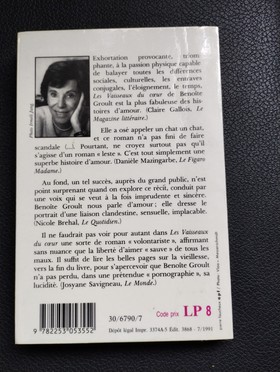 Exhortation provocante, triom-
phante, à la passion physique capable
de balayer toutes les différences
sociales, culturelles, les entraves
conjugales, l'éloignement, le temps,
Les Vaisseaux du cœur de Benoîte
Groult est la plus fabuleuse des his-
toires d'amour. (Claire Gallois, Le
Magazine littéraire.)
Elle a osé appeler un chat un chat,
et ce roman n'a pas fini de faire
scandale (...). Pourtant, ne croyez surtout pas qu'il
s'agisse d'un roman « leste ». C'est tout simplement une
superbe histoire d'amour. (Danièle Mazingarbe, Le Figaro
Madame.)
Au fond, un tel succès, auprès du grand public, n'est
point surprenant quand on explore ce récit, conduit par
une voix qui se veut à la fois imprudente et sincère.
Benoîte Groult nous parle d'amour ; elle dresse le
portrait d'une liaison clandestine, sensuelle, implacable.
(Nicole Brehal, Le Quotidien.)
Il ne faudrait pas voir pour autant dans Les Vaisseaux
du cœur une sorte de roman « volontariste », affirmant
sans nuance que la liberté d'aimer « sauve » de tous les
maux. Il suffit de lire les belles pages sur la vieillesse,
vers la fin du livre, pour s'apercevoir que Benoîte Groult
n'a pas perdu, dans une prétendue « pornographie », sa
lucidité. (Josyane Savigneau, Le Monde.)
30/6790/7
Code prix LP 8
9 782253 053552